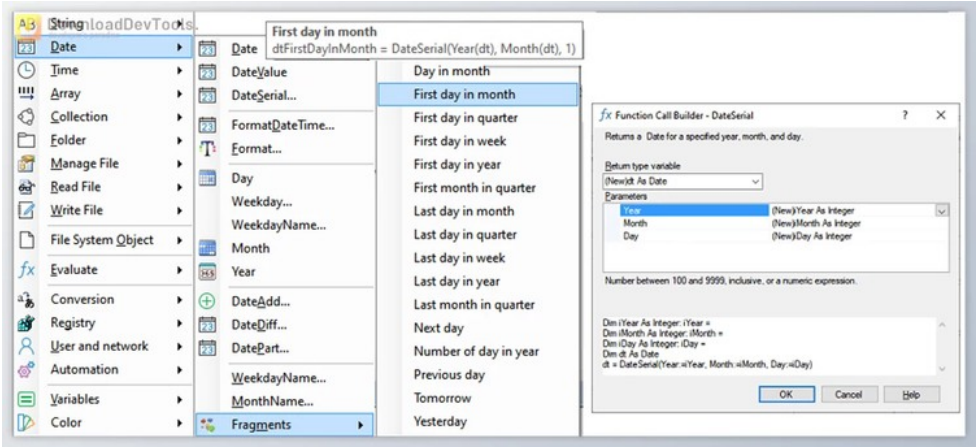 String
DownloadDevTools.
Date
Time
Array
Collection
Folder
Manage File
Read File
Write File
File System Object
Evaluate
Conversion
Registry
User and network
Automation
Variables
Color
Date
DateValue
DateSerial...
FormatDateTime...
Format...
Day
Weekday...
WeekdayName...
Month
Year
DateAdd...
DateDiff...
DatePart...
WeekdayName...
MonthName...
Fragments
First day in month
dtFirstDayInMonth = DateSerial(Year(dt), Month(dt), 1)
Day in month
First day in month
First day in quarter
First day in week
First day in year
First month in quarter
Last day in month
Last day in quarter
Last day in week
Last day in year
Last month in quarter
Next day
Number of day in year
Previous day
Tomorrow
Yesterday
fx Function Call Builder - DateSerial ? ×
Returns a Date for a specified year, month, and day.
Return type variable
(New)dt As Date
Parameters
Year (New)iYear As Integer
Month (New)iMonth As Integer
Day (New)iDay As Integer
Number between 100 and 9999, inclusive, or a numeric expression.
Dim iYear As Integer: iYear =
Dim iMonth As Integer: iMonth =
Dim iDay As Integer: iDay =
Dim dt As Date
dt = DateSerial(Year:=iYear, Month:=iMonth, Day:=iDay)
OK Cancel Help